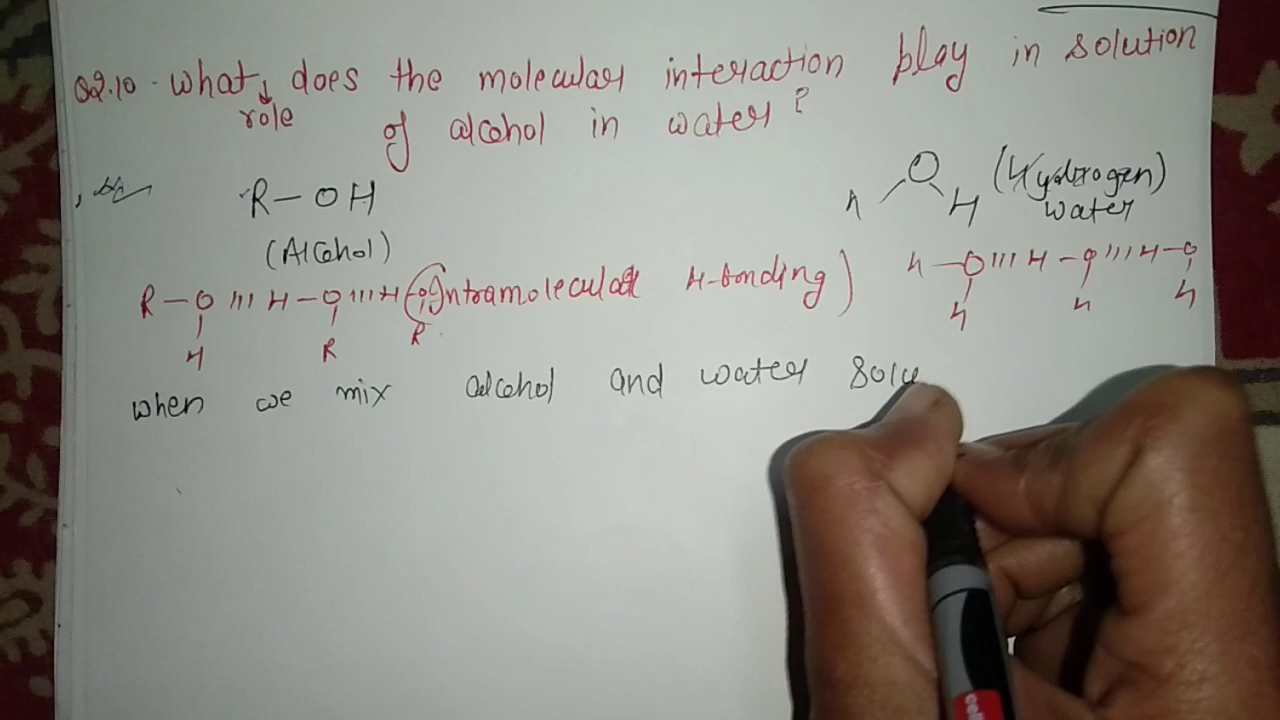 Q2.10. what does the molecular interaction play in solution
role
of alcohol in water?
R-OH
(Alcohol)
H O H (Hydrogen)
water
R-O ''' H-O ''' H-O (Intramolecular H-bonding)
H R R
H-O ''' H-O ''' H-O
H H H
when we mix alcohol and water solu
cell